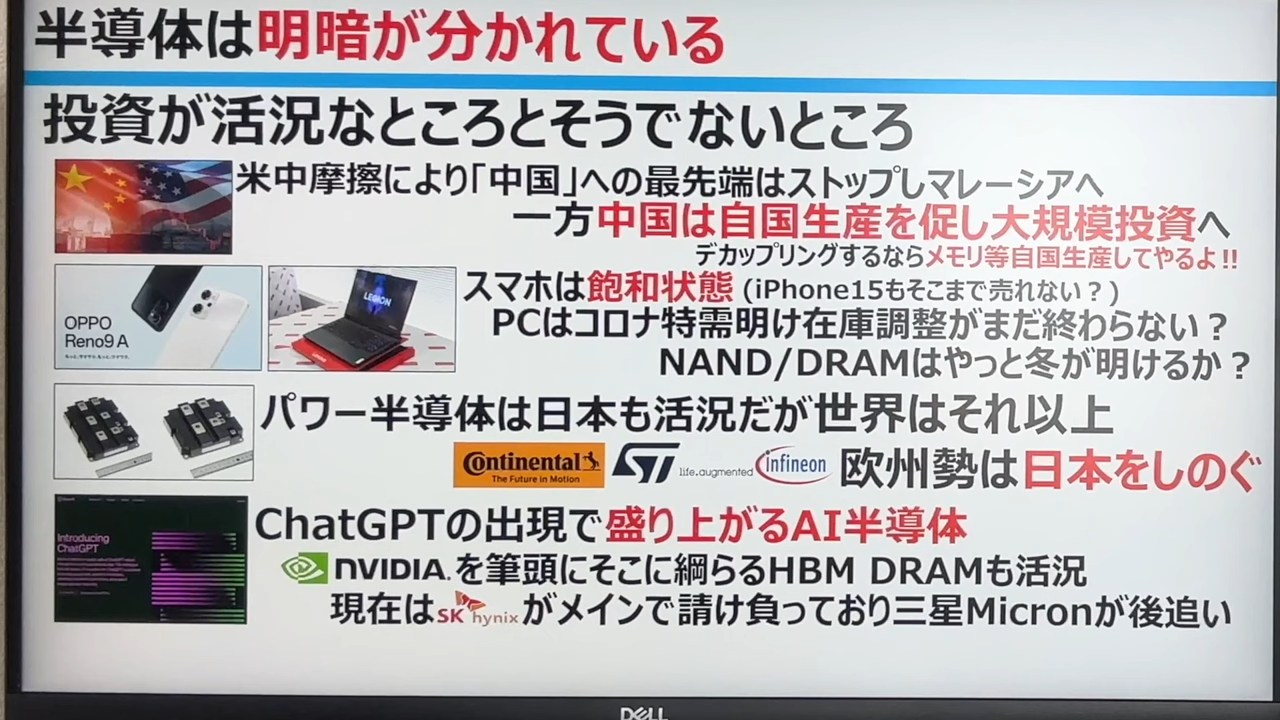 半導体は明暗が分かれている
投資が活況なところとそうでないところ
米中摩擦により「中国」への最先端はストップしマレーシアへ
一方中国は自国生産を促し大規模投資へ
デカップリングするならメモリ等自国生産してやるよ!!
OPPO
Reno9 A
LEGION
スマホは飽和状態 (iPhone15もそこまで売れない？)
PCはコロナ特需明け在庫調整がまだ終わらない？
NAND/DRAMはやっと冬が明けるか？
パワー半導体は日本も活況だが世界はそれ以上
Continental
The Future in Motion
ST life.augmented
infineon
欧州勢は日本をしのぐ
Introducing
ChatGPT
ChatGPTの出現で盛り上がるAI半導体
NVIDIA.を筆頭にそこに綱らるHBM DRAMも活況
現在はSK hynixがメインで請け負っており三星Micronが後追い
DELL